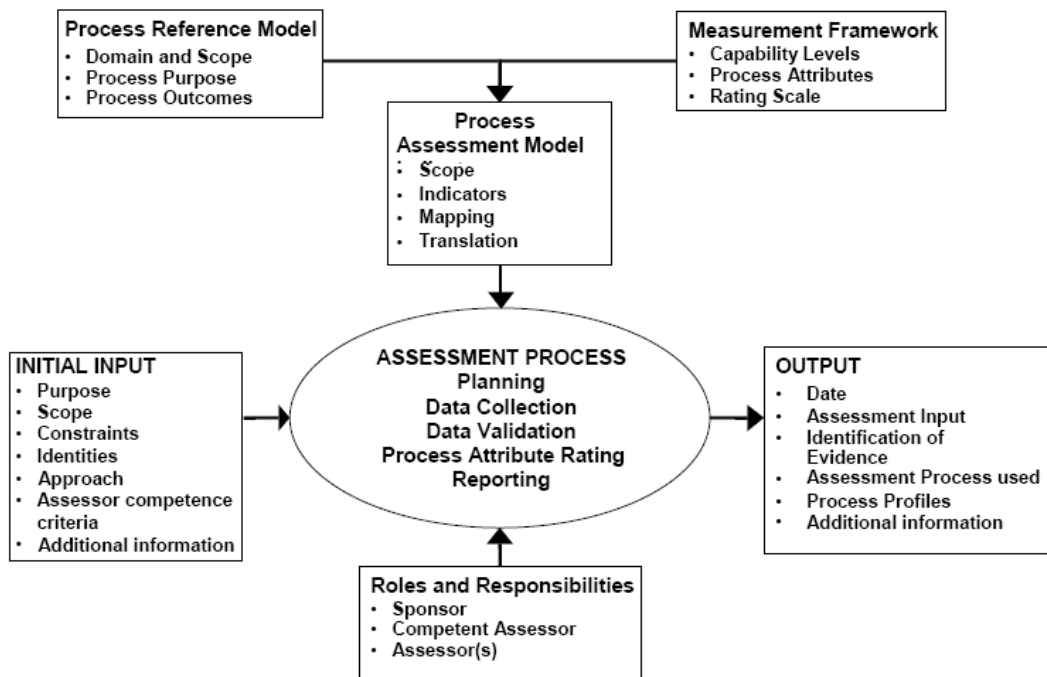 Process Reference Model
• Domain and Scope
• Process Purpose
• Process Outcomes
Measurement Framework
• Capability Levels
• Process Attributes
• Rating Scale
Process
Assessment Model
• Scope
• Indicators
• Mapping
• Translation
INITIAL INPUT
• Purpose
• Scope
• Constraints
• Identities
• Approach
• Assessor competence
criteria
• Additional information
ASSESSMENT PROCESS
Planning
Data Collection
Data Validation
Process Attribute Rating
Reporting
OUTPUT
• Date
• Assessment Input
• Identification of
Evidence
• Assessment Process used
• Process Profiles
• Additional information
Roles and Responsibilities
• Sponsor
• Competent Assessor
• Assessor(s)